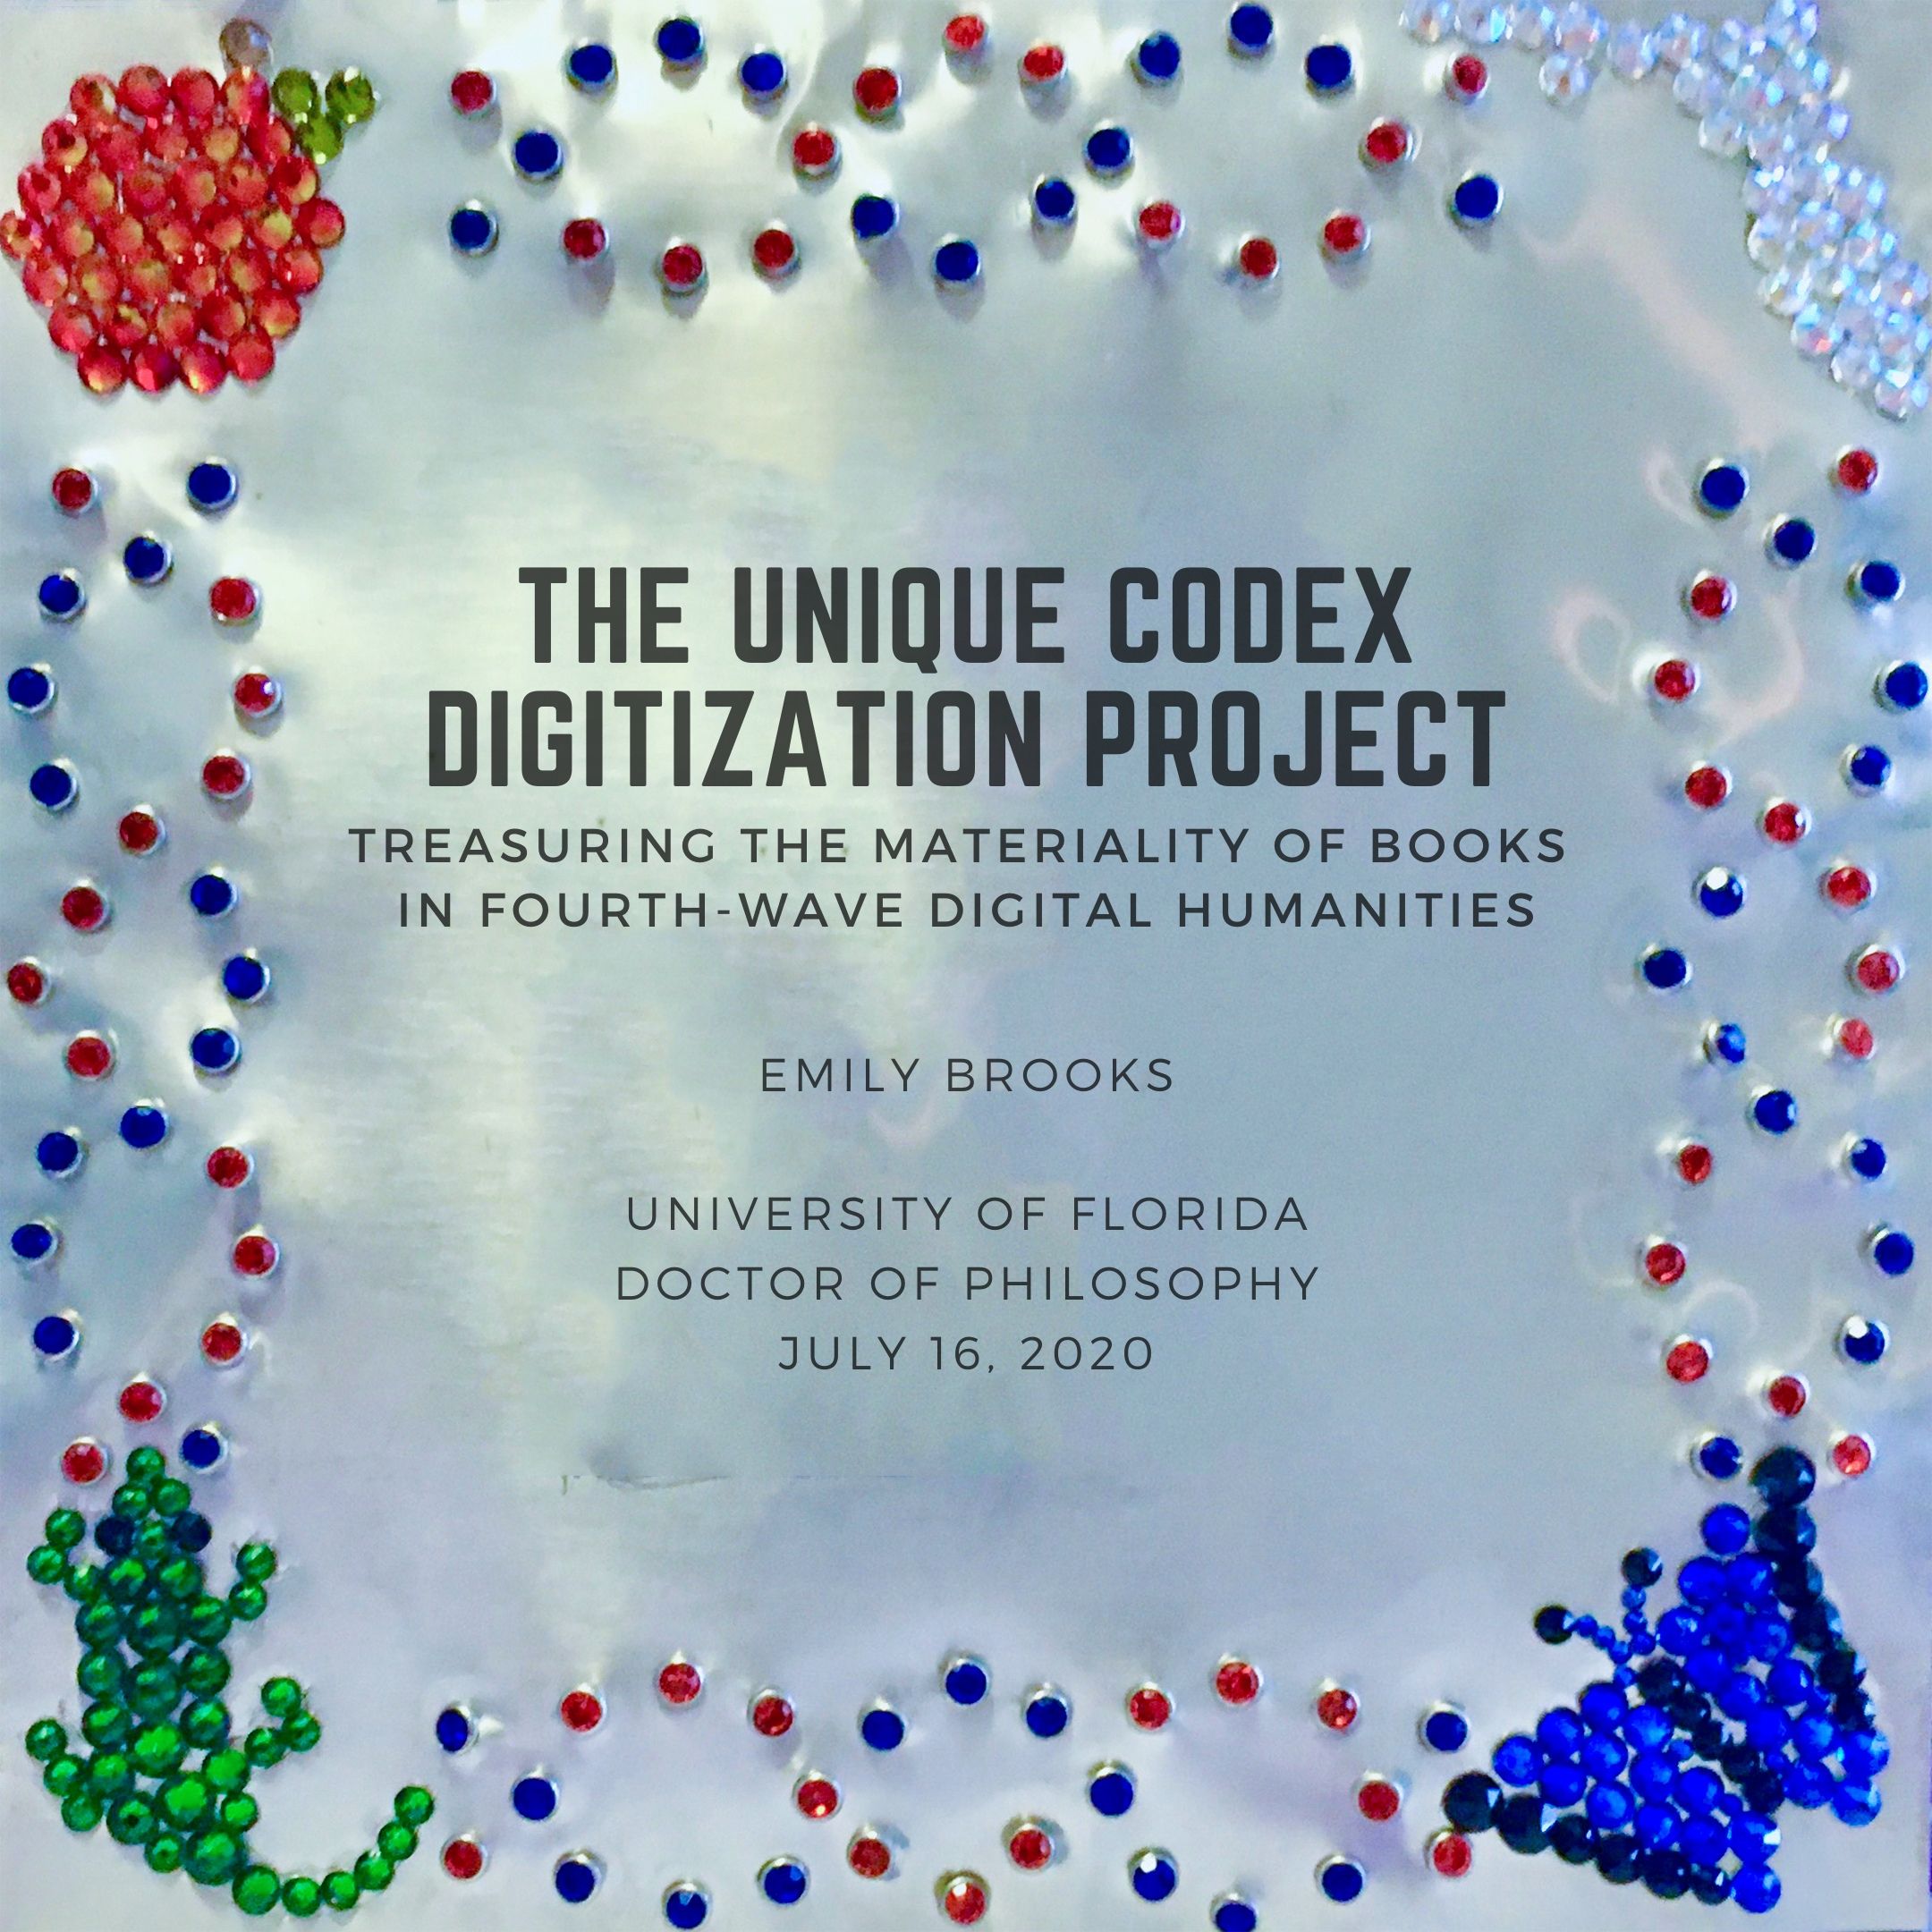 THE UNIQUE CODEX
DIGITIZATION PROJECT
TREASURING THE MATERIALITY OF BOOKS
IN FOURTH-WAVE DIGITAL HUMANITIES
EMILY BROOKS
UNIVERSITY OF FLORIDA
DOCTOR OF PHILOSOPHY
JULY 16, 2020